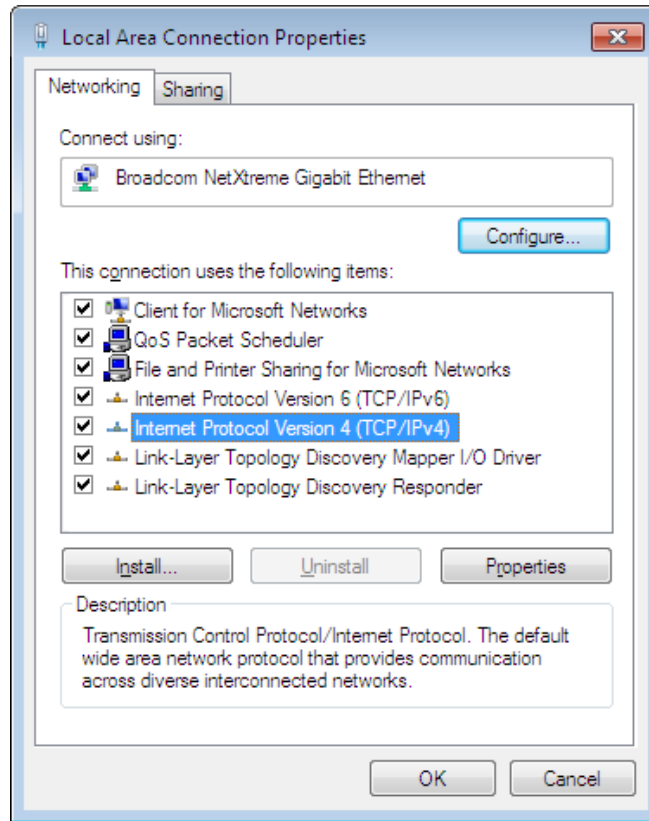 Local Area Connection Properties
Networking
Sharing
Connect using:
Broadcom NetXtreme Gigabit Ethernet
Configure...
This connection uses the following items:
Client for Microsoft Networks
QoS Packet Scheduler
File and Printer Sharing for Microsoft Networks
Internet Protocol Version 6 (TCP/IPv6)
Internet Protocol Version 4 (TCP/IPv4)
Link-Layer Topology Discovery Mapper I/O Driver
Link-Layer Topology Discovery Responder
Install...
Uninstall
Properties
Description
Transmission Control Protocol/Internet Protocol. The default
wide area network protocol that provides communication
across diverse interconnected networks.
OK
Cancel